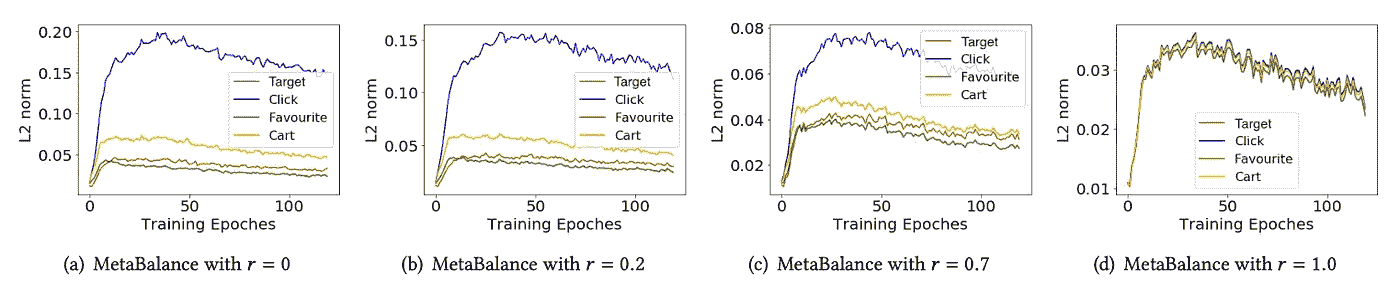 0.20
0.15
0.10
0.05
L2 norm
Target
Click
Favourite
Cart
0 50 100
Training Epoches
(a) MetaBalance with r = 0
0.15
0.10
0.05
L2 norm
Target
Click
Favourite
Cart
0 50 100
Training Epoches
(b) MetaBalance with r = 0.2
0.08
0.06
0.04
0.02
L2 norm
Target
Click
Favourite
Cart
0 50 100
Training Epoches
(c) MetaBalance with r = 0.7
0.03
0.02
0.01
L2 norm
Target
Click
Favourite
Cart
0 50 100
Training Epoches
(d) MetaBalance with r = 1.0